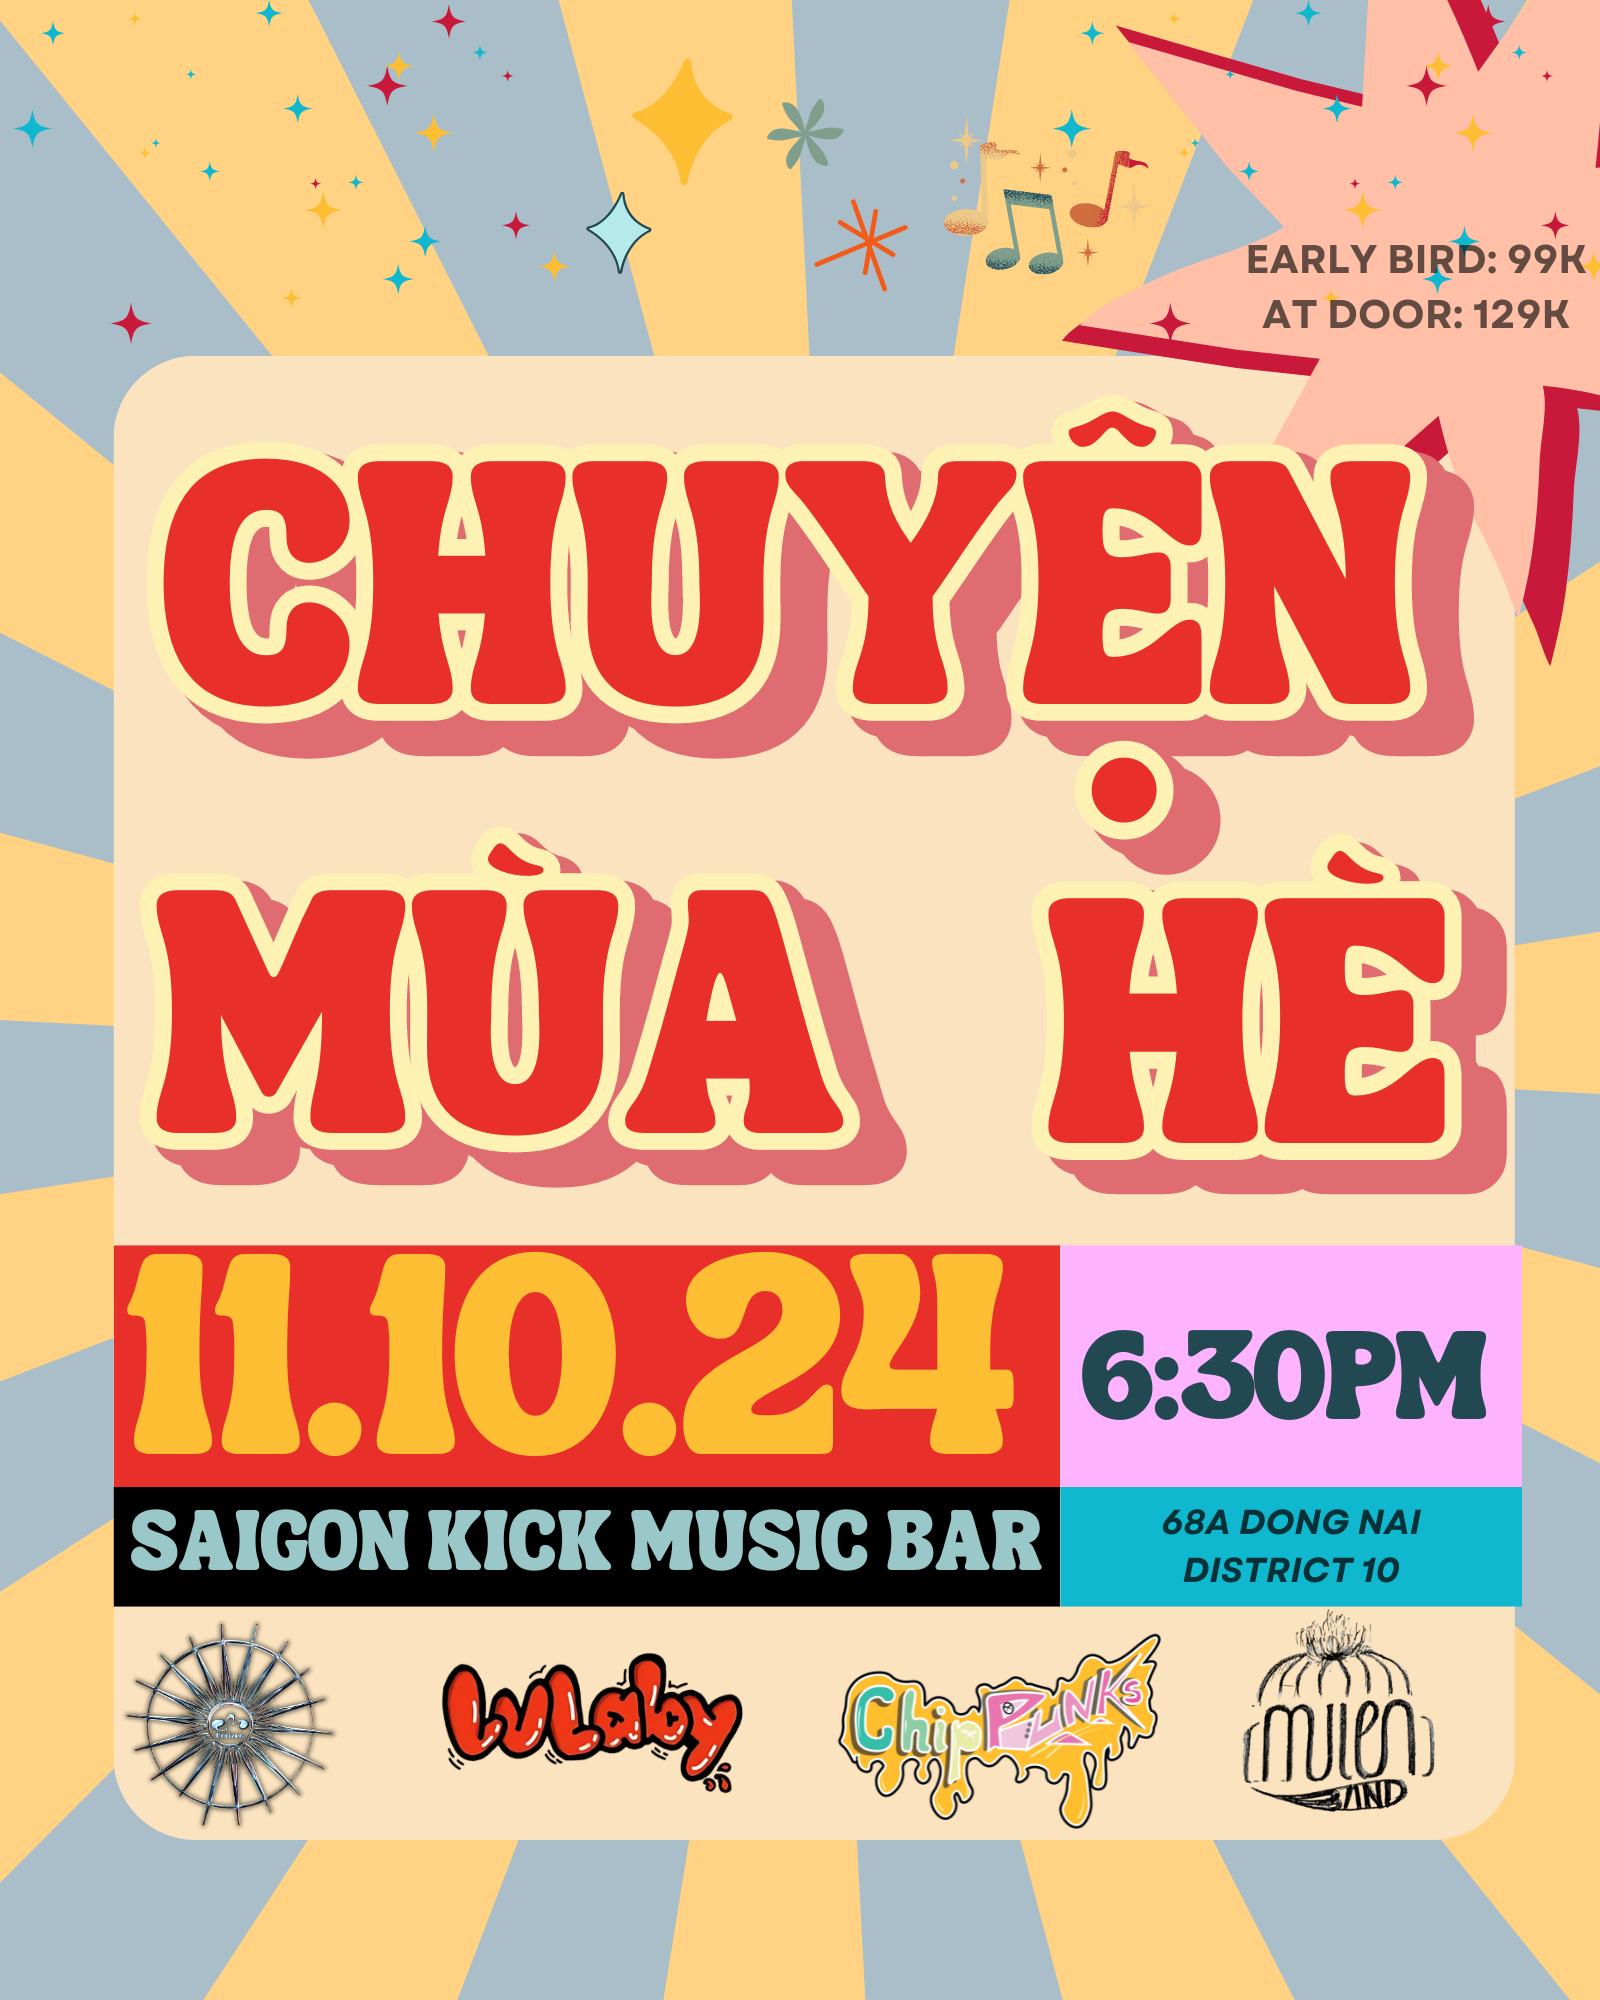 EARLY BIRD: 99K
AT DOOR: 129K
CHUYỆN
MÙA HÈ
11.10.24
6:30PM
SAIGON KICK MUSIC BAR
68A DONG NAI
DISTRICT 10
LuLaby
ChipPUNKs
mılen
BAND